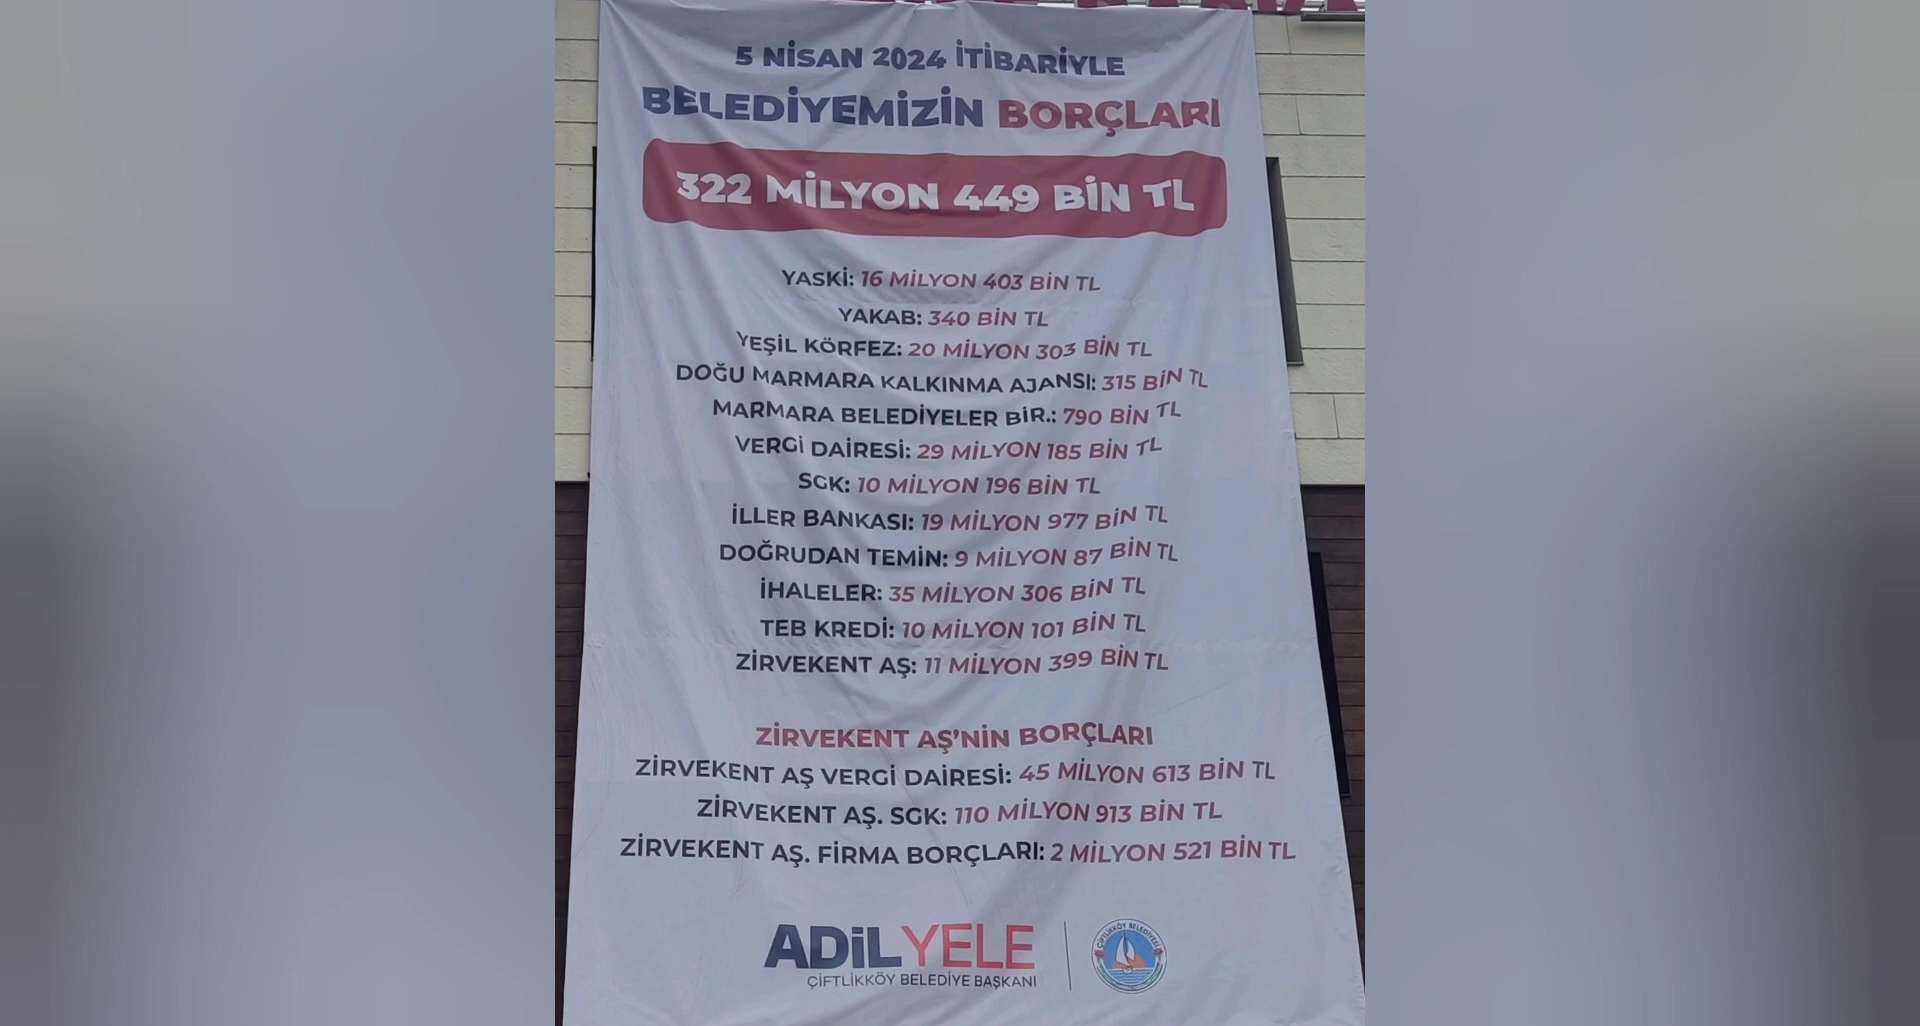 5 NİSAN 2024 İTİBARİYLE
BELEDİYEMİZİN BORÇLARI
322 MİLYON 449 BİN TL
YASKİ: 16 MİLYON 403 BİN TL
YAKAB: 340 BİN TL
YEŞİL KÖRFEZ: 20 MİLYON 303 BİN TL
DOĞU MARMARA KALKINMA AJANSI: 315 BİN TL
MARMARA BELEDİYELER BİR.: 790 BİN TL
VERGİ DAİRESİ: 29 MİLYON 185 BİN TL
SGK: 10 MİLYON 196 BİN TL
İLLER BANKASI: 19 MİLYON 977 BİN TL
DOĞRUDAN TEMİN: 9 MİLYON 87 BİN TL
İHALELER: 35 MİLYON 306 BİN TL
TEB KREDİ: 10 MİLYON 101 BİN TL
ZİRVEKENT AŞ: 11 MİLYON 399 BİN TL
ZİRVEKENT AŞ'NİN BORÇLARI
ZİRVEKENT AŞ VERGİ DAİRESİ: 45 MİLYON 613 BİN TL
ZİRVEKENT AŞ. SGK: 110 MİLYON 913 BİN TL
ZİRVEKENT AŞ. FİRMA BORÇLARI: 2 MİLYON 521 BİN TL
ADİL YELE
ÇİFTLİKKÖY BELEDİYE BAŞKANI
ÇİFTLİKKÖY BELEDİYESİ